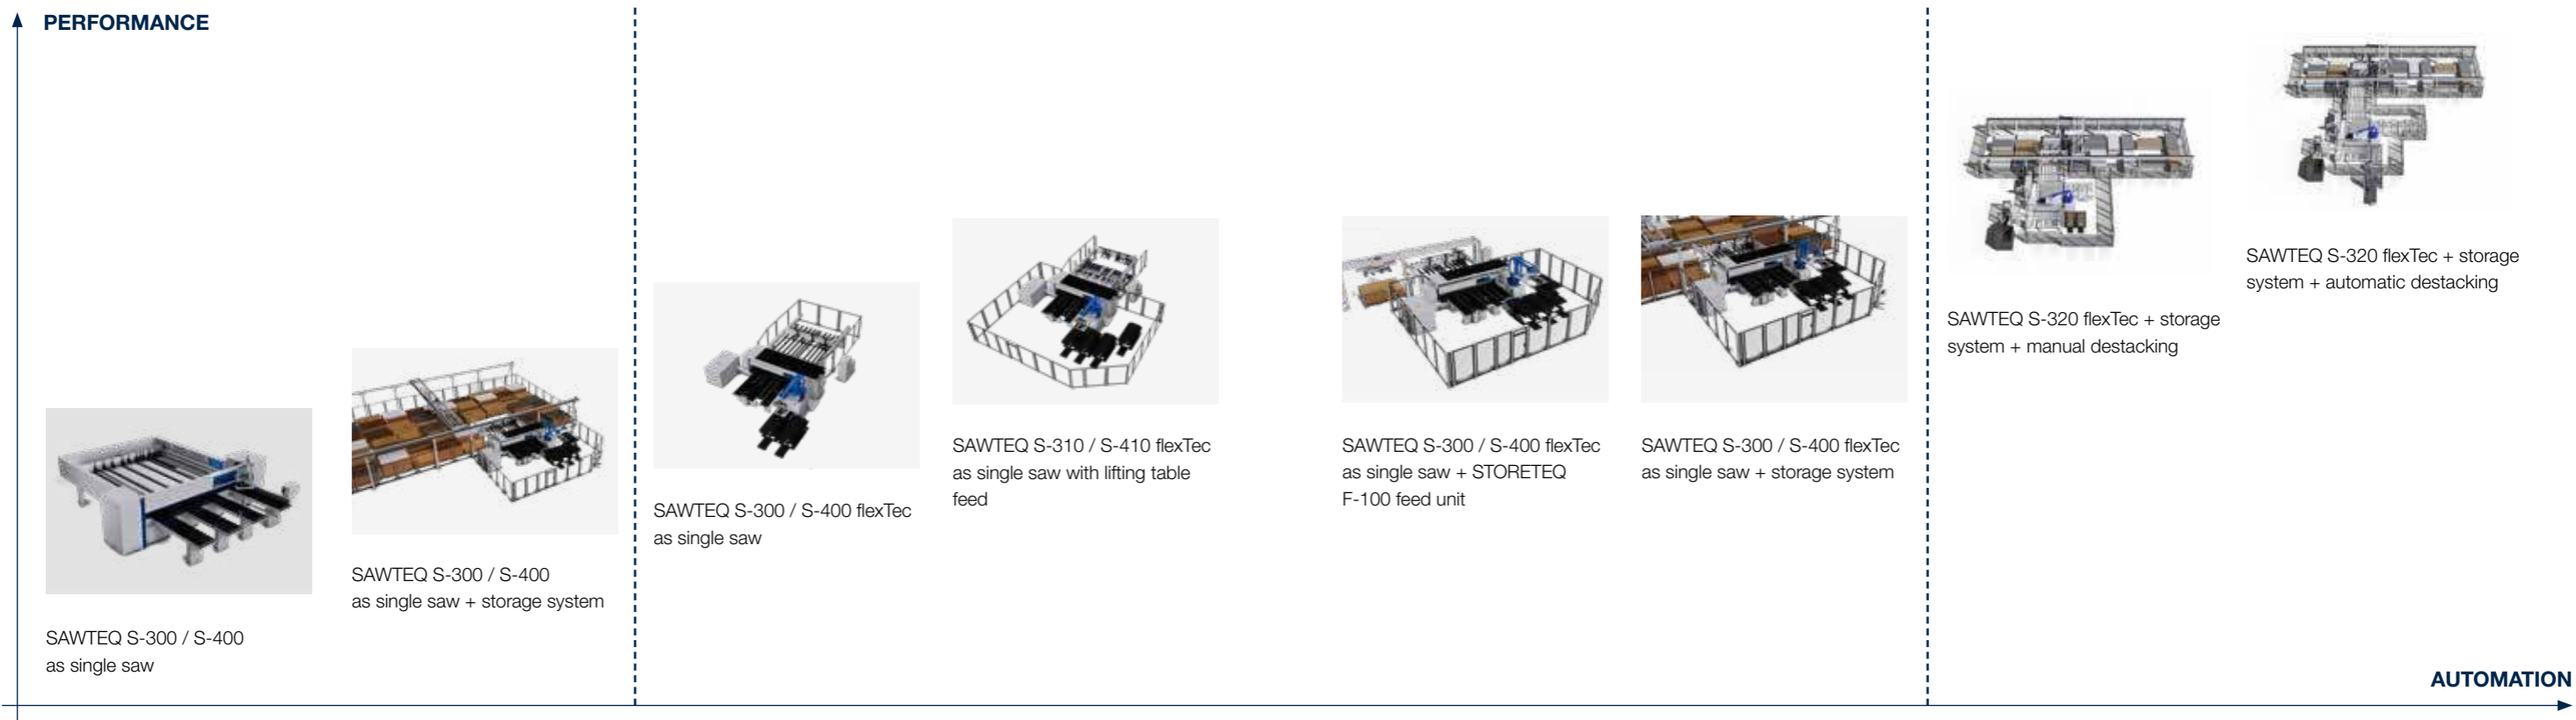 PERFORMANCE
SAWTEQ S-300 / S-400
as single saw
SAWTEQ S-300 / S-400
as single saw + storage system
SAWTEQ S-300 / S-400 flexTec
as single saw
SAWTEQ S-310 / S-410 flexTec
as single saw with lifting table
feed
SAWTEQ S-300 / S-400 flexTec
as single saw + STORETEQ
F-100 feed unit
SAWTEQ S-300 / S-400 flexTec
as single saw + storage system
SAWTEQ S-320 flexTec + storage
system + manual destacking
SAWTEQ S-320 flexTec + storage
system + automatic destacking
AUTOMATION